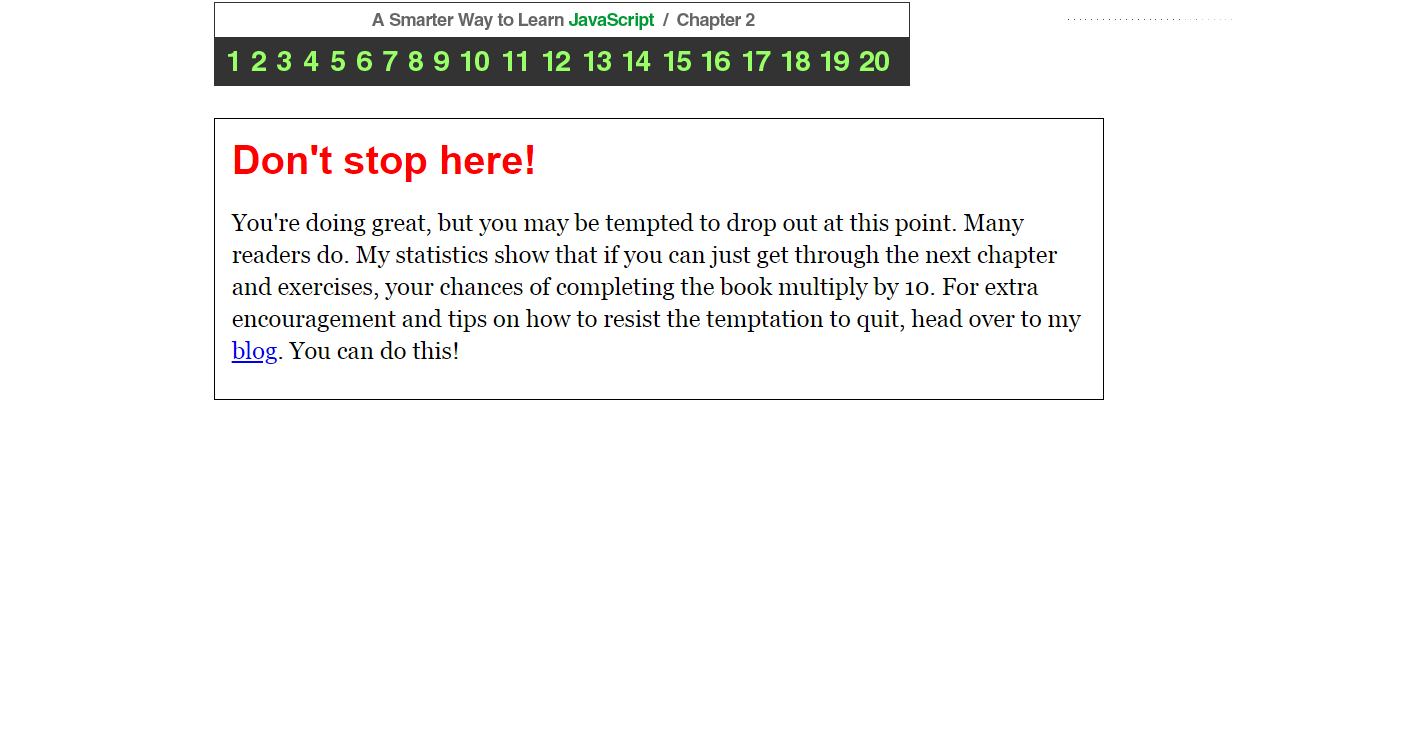 A Smarter Way to Learn JavaScript / Chapter 2
1 2 3 4 5 6 7 8 9 10 11 12 13 14 15 16 17 18 19 20
Don't stop here!
You're doing great, but you may be tempted to drop out at this point. Many
readers do. My statistics show that if you can just get through the next chapter
and exercises, your chances of completing the book multiply by 10. For extra
encouragement and tips on how to resist the temptation to quit, head over to my
blog. You can do this!